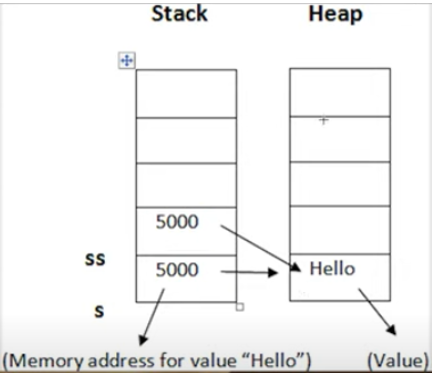 Stack Heap
5000
ss
5000 Hello
s
(Memory address for value “Hello”) (Value)